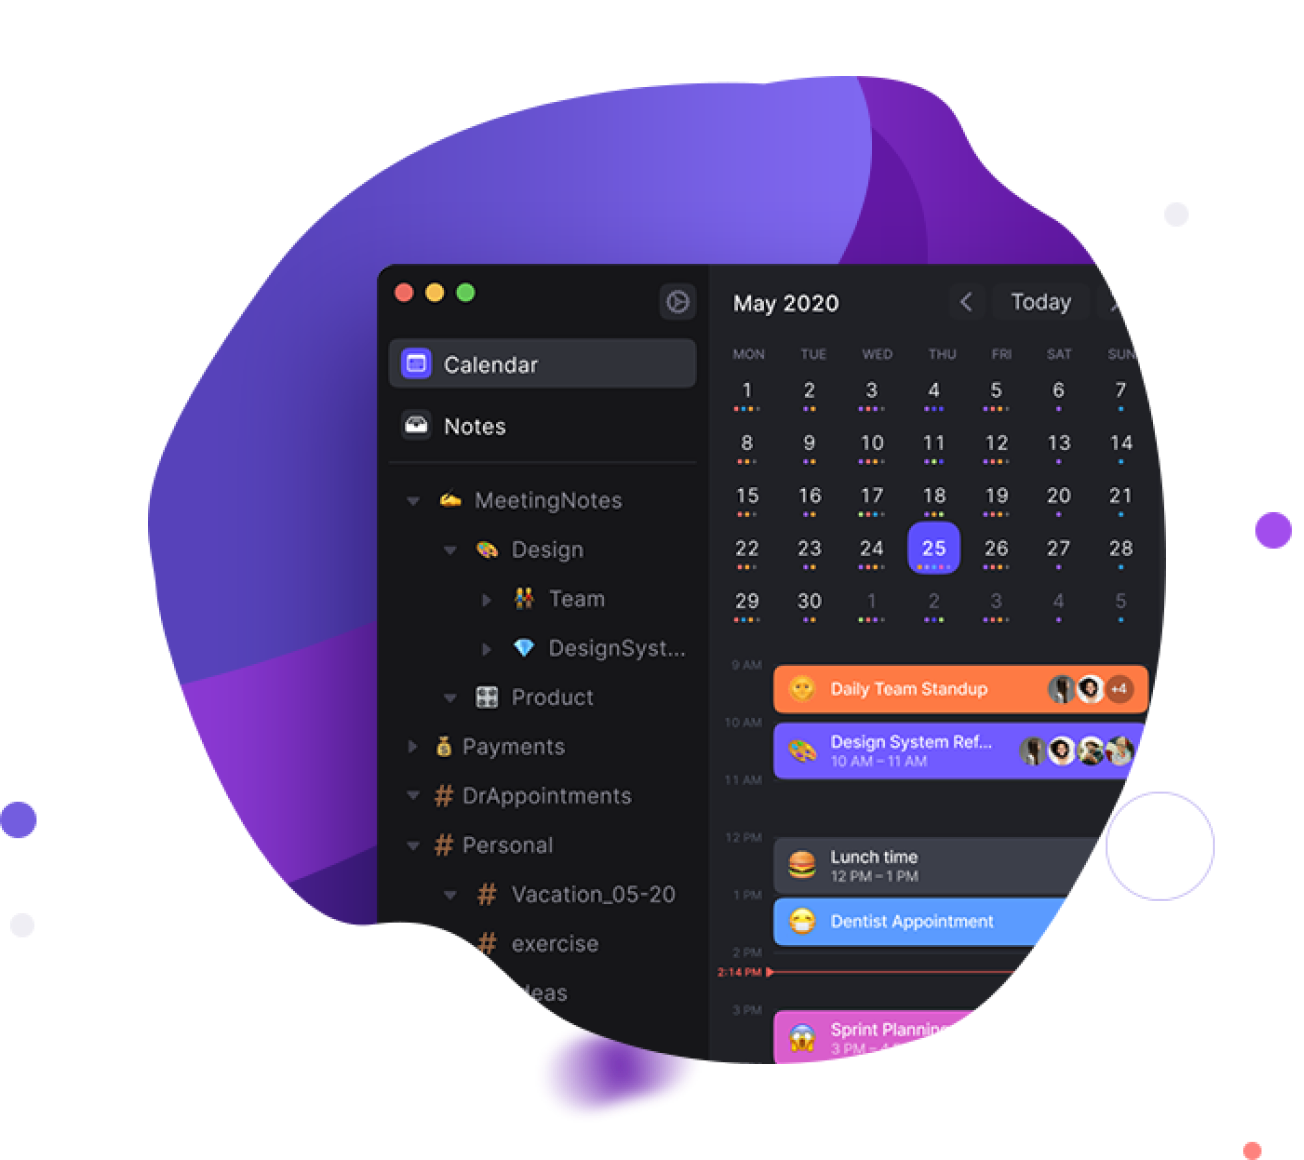 May 2020
Today
Calendar
Notes
MeetingNotes
Design
Team
DesignSyst...
Product
Payments
# DrAppointments
# Personal
# Vacation_05-20
# exercise
MON TUE WED THU FRI SAT SUN
1 2 3 4 5 6 7
8 9 10 11 12 13 14
15 16 17 18 19 20 21
22 23 24 25 26 27 28
29 30 1 2 3 4 5
9 AM
Daily Team Standup
+4
10 AM
Design System Ref...
10 AM – 11 AM
11 AM
12 PM
Lunch time
12 PM – 1 PM
1 PM
Dentist Appointment
2 PM
2:14 PM
3 PM
Sprint Planning
3 PM –